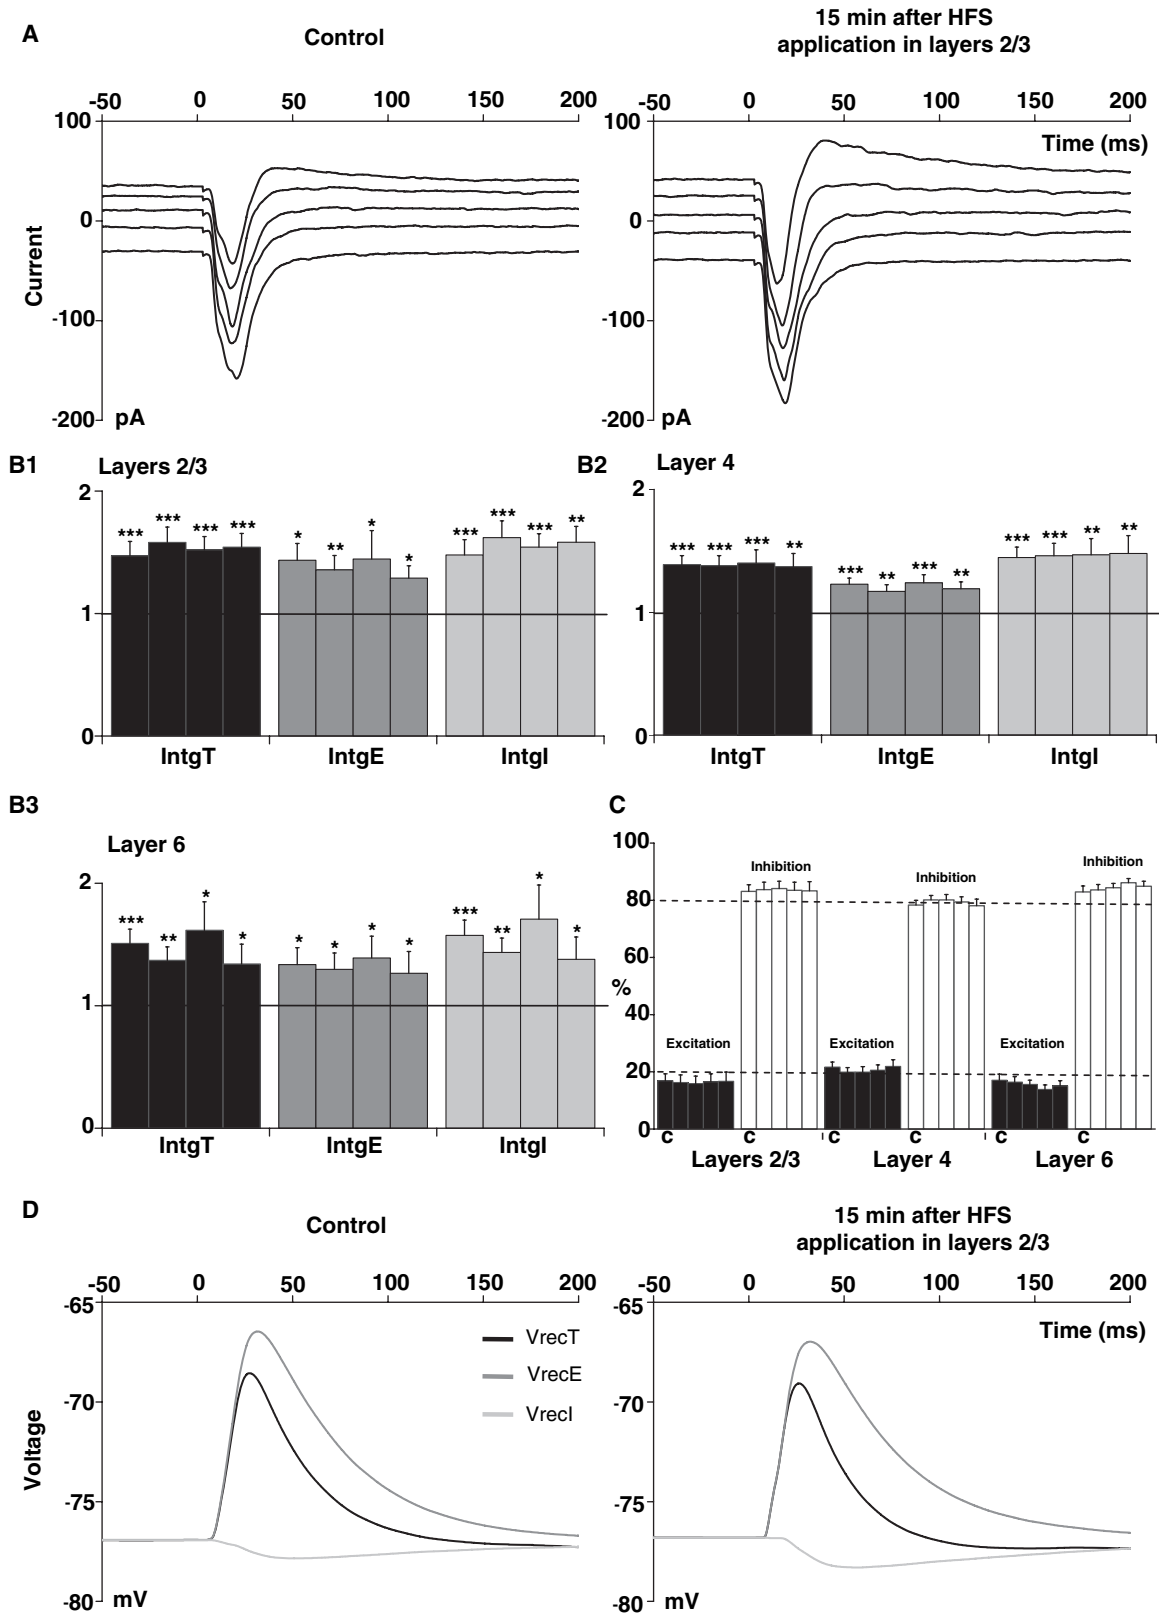 A
Control
15 min after HFS
application in layers 2/3
-50 0 50 100 150 200
-50 0 50 100 150 200
Time (ms)
100
0
-100
-200
Current
pA
100
0
-100
-200
pA
B1
Layers 2/3
2
1
0
*** *** *** ***
* ** * *
*** *** *** **
IntgT IntgE IntgI
B2
Layer 4
2
1
0
*** *** *** **
*** ** *** **
*** *** ** **
IntgT IntgE IntgI
B3
Layer 6
2
1
0
*** ** * *
* * * *
*** ** * *
IntgT IntgE IntgI
C
100
80
60
%
40
20
0
Inhibition
Inhibition
Inhibition
Excitation
Excitation
Excitation
c c c c c c
Layers 2/3 Layer 4 Layer 6
D
Control
15 min after HFS
application in layers 2/3
-50 0 50 100 150 200
-50 0 50 100 150 200
Time (ms)
-65
-70
-75
-80
Voltage
mV
VrecT
VrecE
VrecI
-65
-70
-75
-80
mV